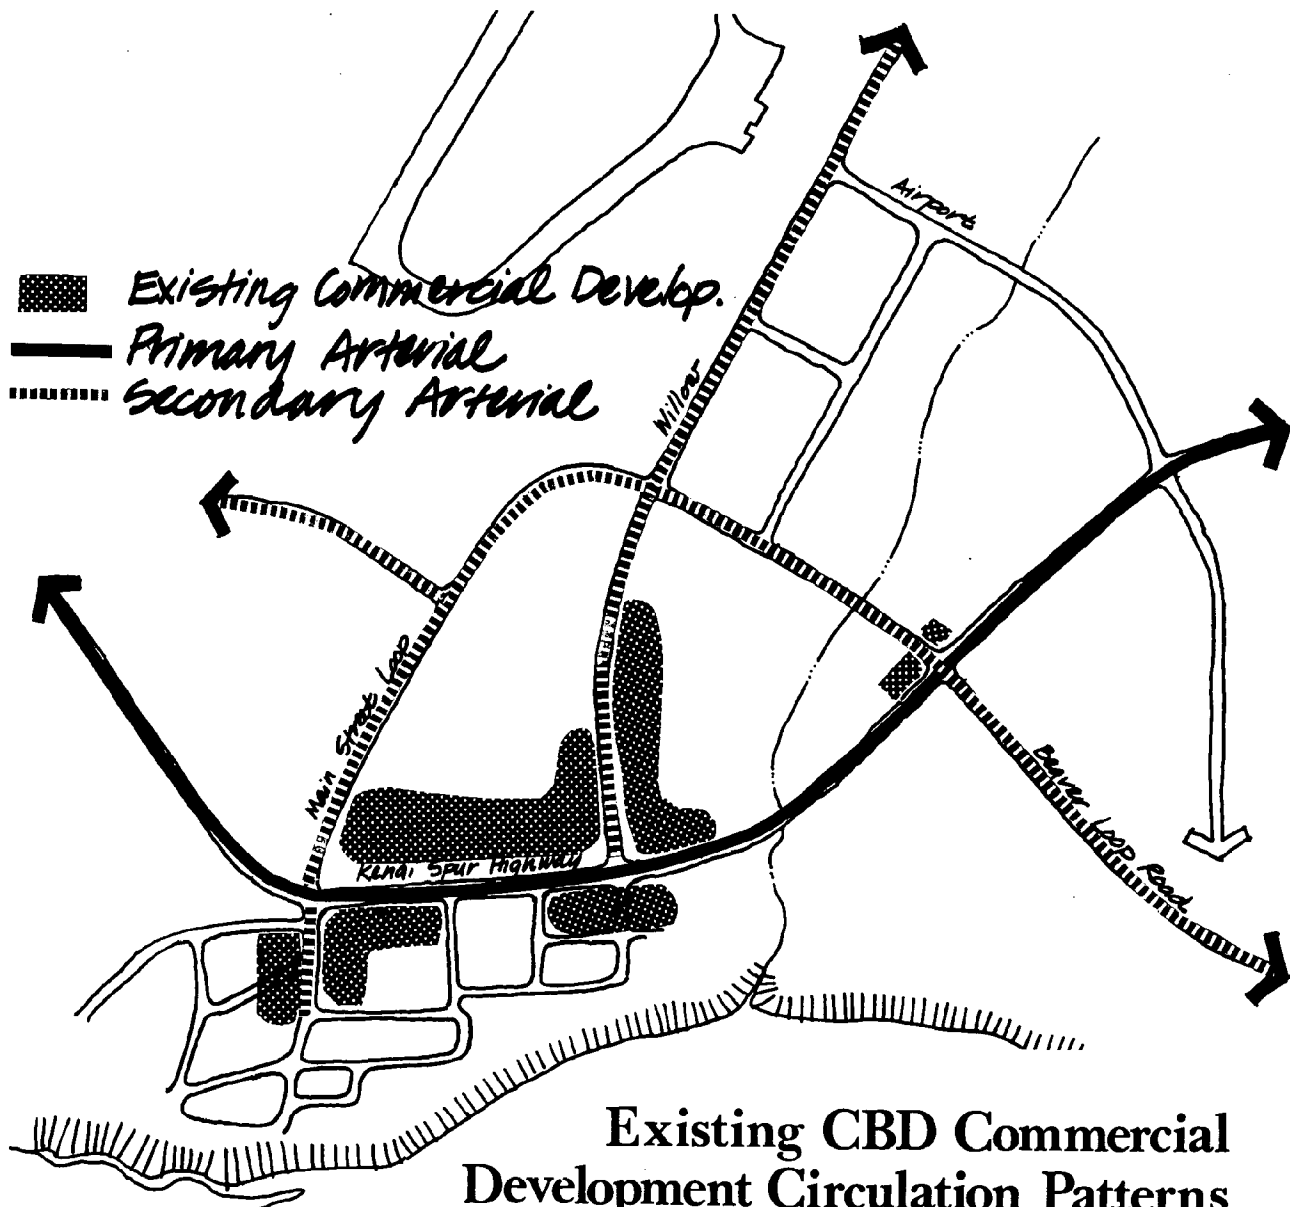 Airport
Existing Commercial Develop.
Primary Arterial
Secondary Arterial
Willow
Main Street Loop
Kenai Spur Highway
Beaver Loop Road
Existing CBD Commercial
Development Circulation Patterns